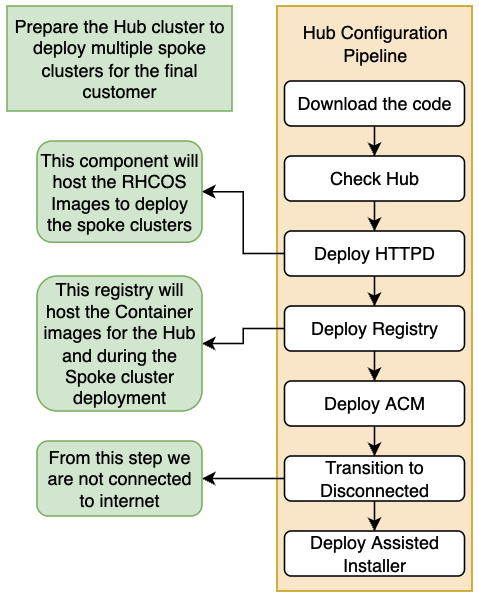 Prepare the Hub cluster to
deploy multiple spoke
clusters for the final
customer
Hub Configuration
Pipeline
Download the code
Check Hub
This component will
host the RHCOS
Images to deploy
the spoke clusters
Deploy HTTPD
This registry will
host the Container
images for the Hub
and during the
Spoke cluster
deployment
Deploy Registry
Deploy ACM
From this step we
are not connected
to internet
Transition to
Disconnected
Deploy Assisted
Installer